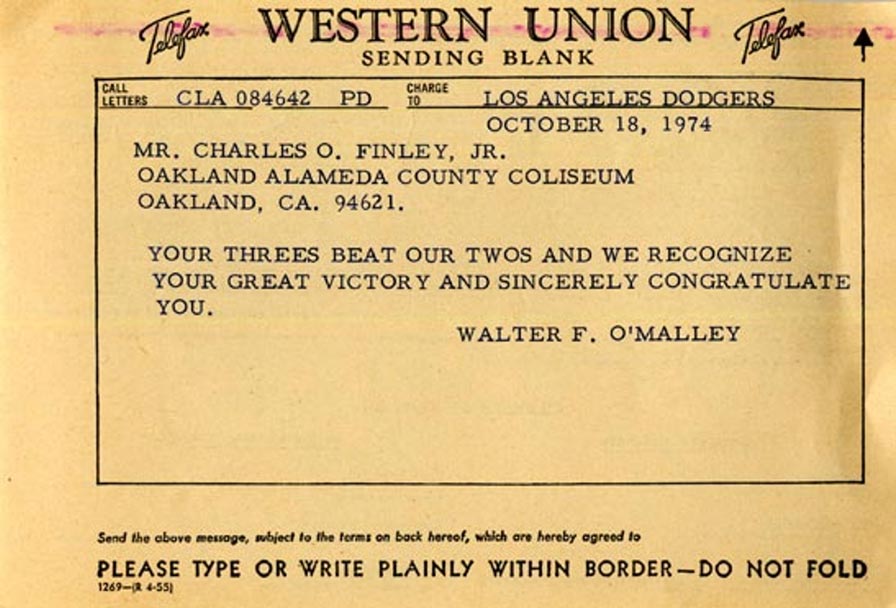 Telefax WESTERN UNION Telefax
SENDING BLANK
CALL LETTERS CLA 084642 PD CHARGE TO LOS ANGELES DODGERS
OCTOBER 18, 1974
MR. CHARLES O. FINLEY, JR.
OAKLAND ALAMEDA COUNTY COLISEUM
OAKLAND, CA. 94621.
YOUR THREES BEAT OUR TWOS AND WE RECOGNIZE
YOUR GREAT VICTORY AND SINCERELY CONGRATULATE
YOU.
WALTER F. O'MALLEY
Send the above message, subject to the terms on back hereof, which are hereby agreed to
PLEASE TYPE OR WRITE PLAINLY WITHIN BORDER—DO NOT FOLD
1269—(R 4-55)